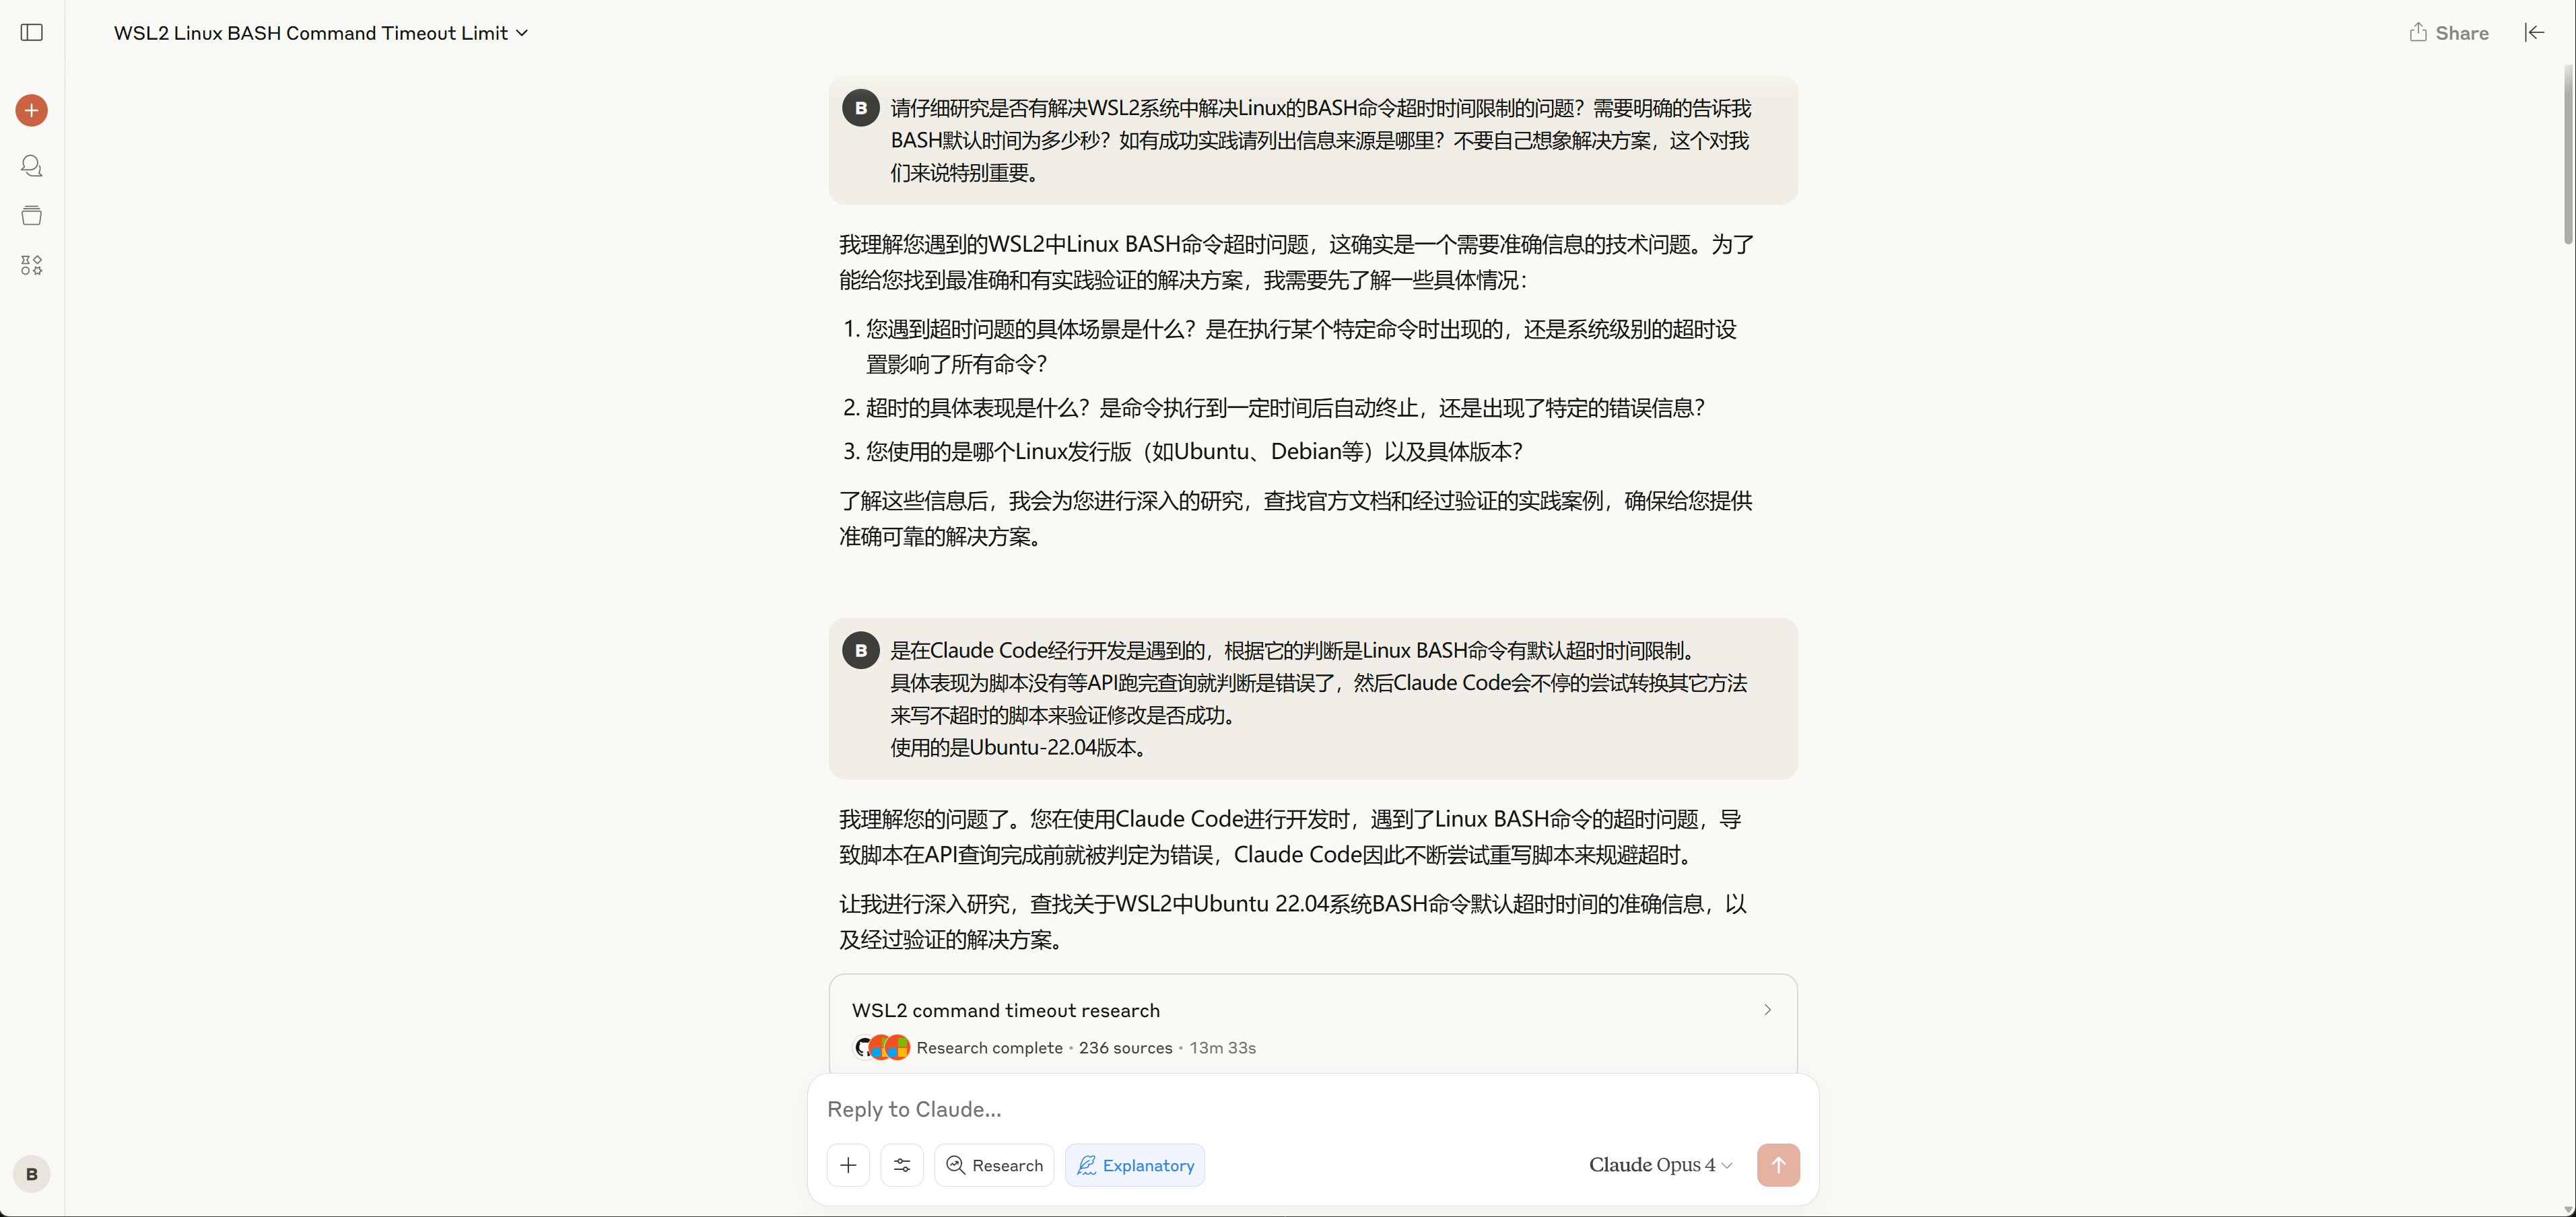 WSL2 Linux BASH Command Timeout Limit
Share
B
请仔细研究是否有解决WSL2系统中解决Linux的BASH命令超时时间限制的问题？需要明确的告诉我
BASH默认时间为多少秒？如有成功实践请列出信息来源是哪里？不要自己想象解决方案，这个对我
们来说特别重要。
我理解您遇到的WSL2中Linux BASH命令超时问题，这确实是一个需要准确信息的技术问题。为了
能给您找到最准确和有实践验证的解决方案，我需要先了解一些具体情况：
1. 您遇到超时问题的具体场景是什么？是在执行某个特定命令时出现的，还是系统级别的超时设
置影响了所有命令？
2. 超时的具体表现是什么？是命令执行到一定时间后自动终止，还是出现了特定的错误信息？
3. 您使用的是哪个Linux发行版（如Ubuntu、Debian等）以及具体版本？
了解这些信息后，我会为您进行深入的研究，查找官方文档和经过验证的实践案例，确保给您提供
准确可靠的解决方案。
B
是在Claude Code经行开发是遇到的，根据它的判断是Linux BASH命令有默认超时时间限制。
具体表现为脚本没有等API跑完查询就判断是错误了，然后Claude Code会不停的尝试转换其它方法
来写不超时的脚本来验证修改是否成功。
使用的是Ubuntu-22.04版本。
我理解您的问题了。您在使用Claude Code进行开发时，遇到了Linux BASH命令的超时问题，导
致脚本在API查询完成前就被判定为错误，Claude Code因此不断尝试重写脚本来规避超时。
让我进行深入研究，查找关于WSL2中Ubuntu 22.04系统BASH命令默认超时时间的准确信息，以
及经过验证的解决方案。
WSL2 command timeout research
Research complete • 236 sources • 13m 33s
Reply to Claude...
Research
Explanatory
Claude Opus 4
B